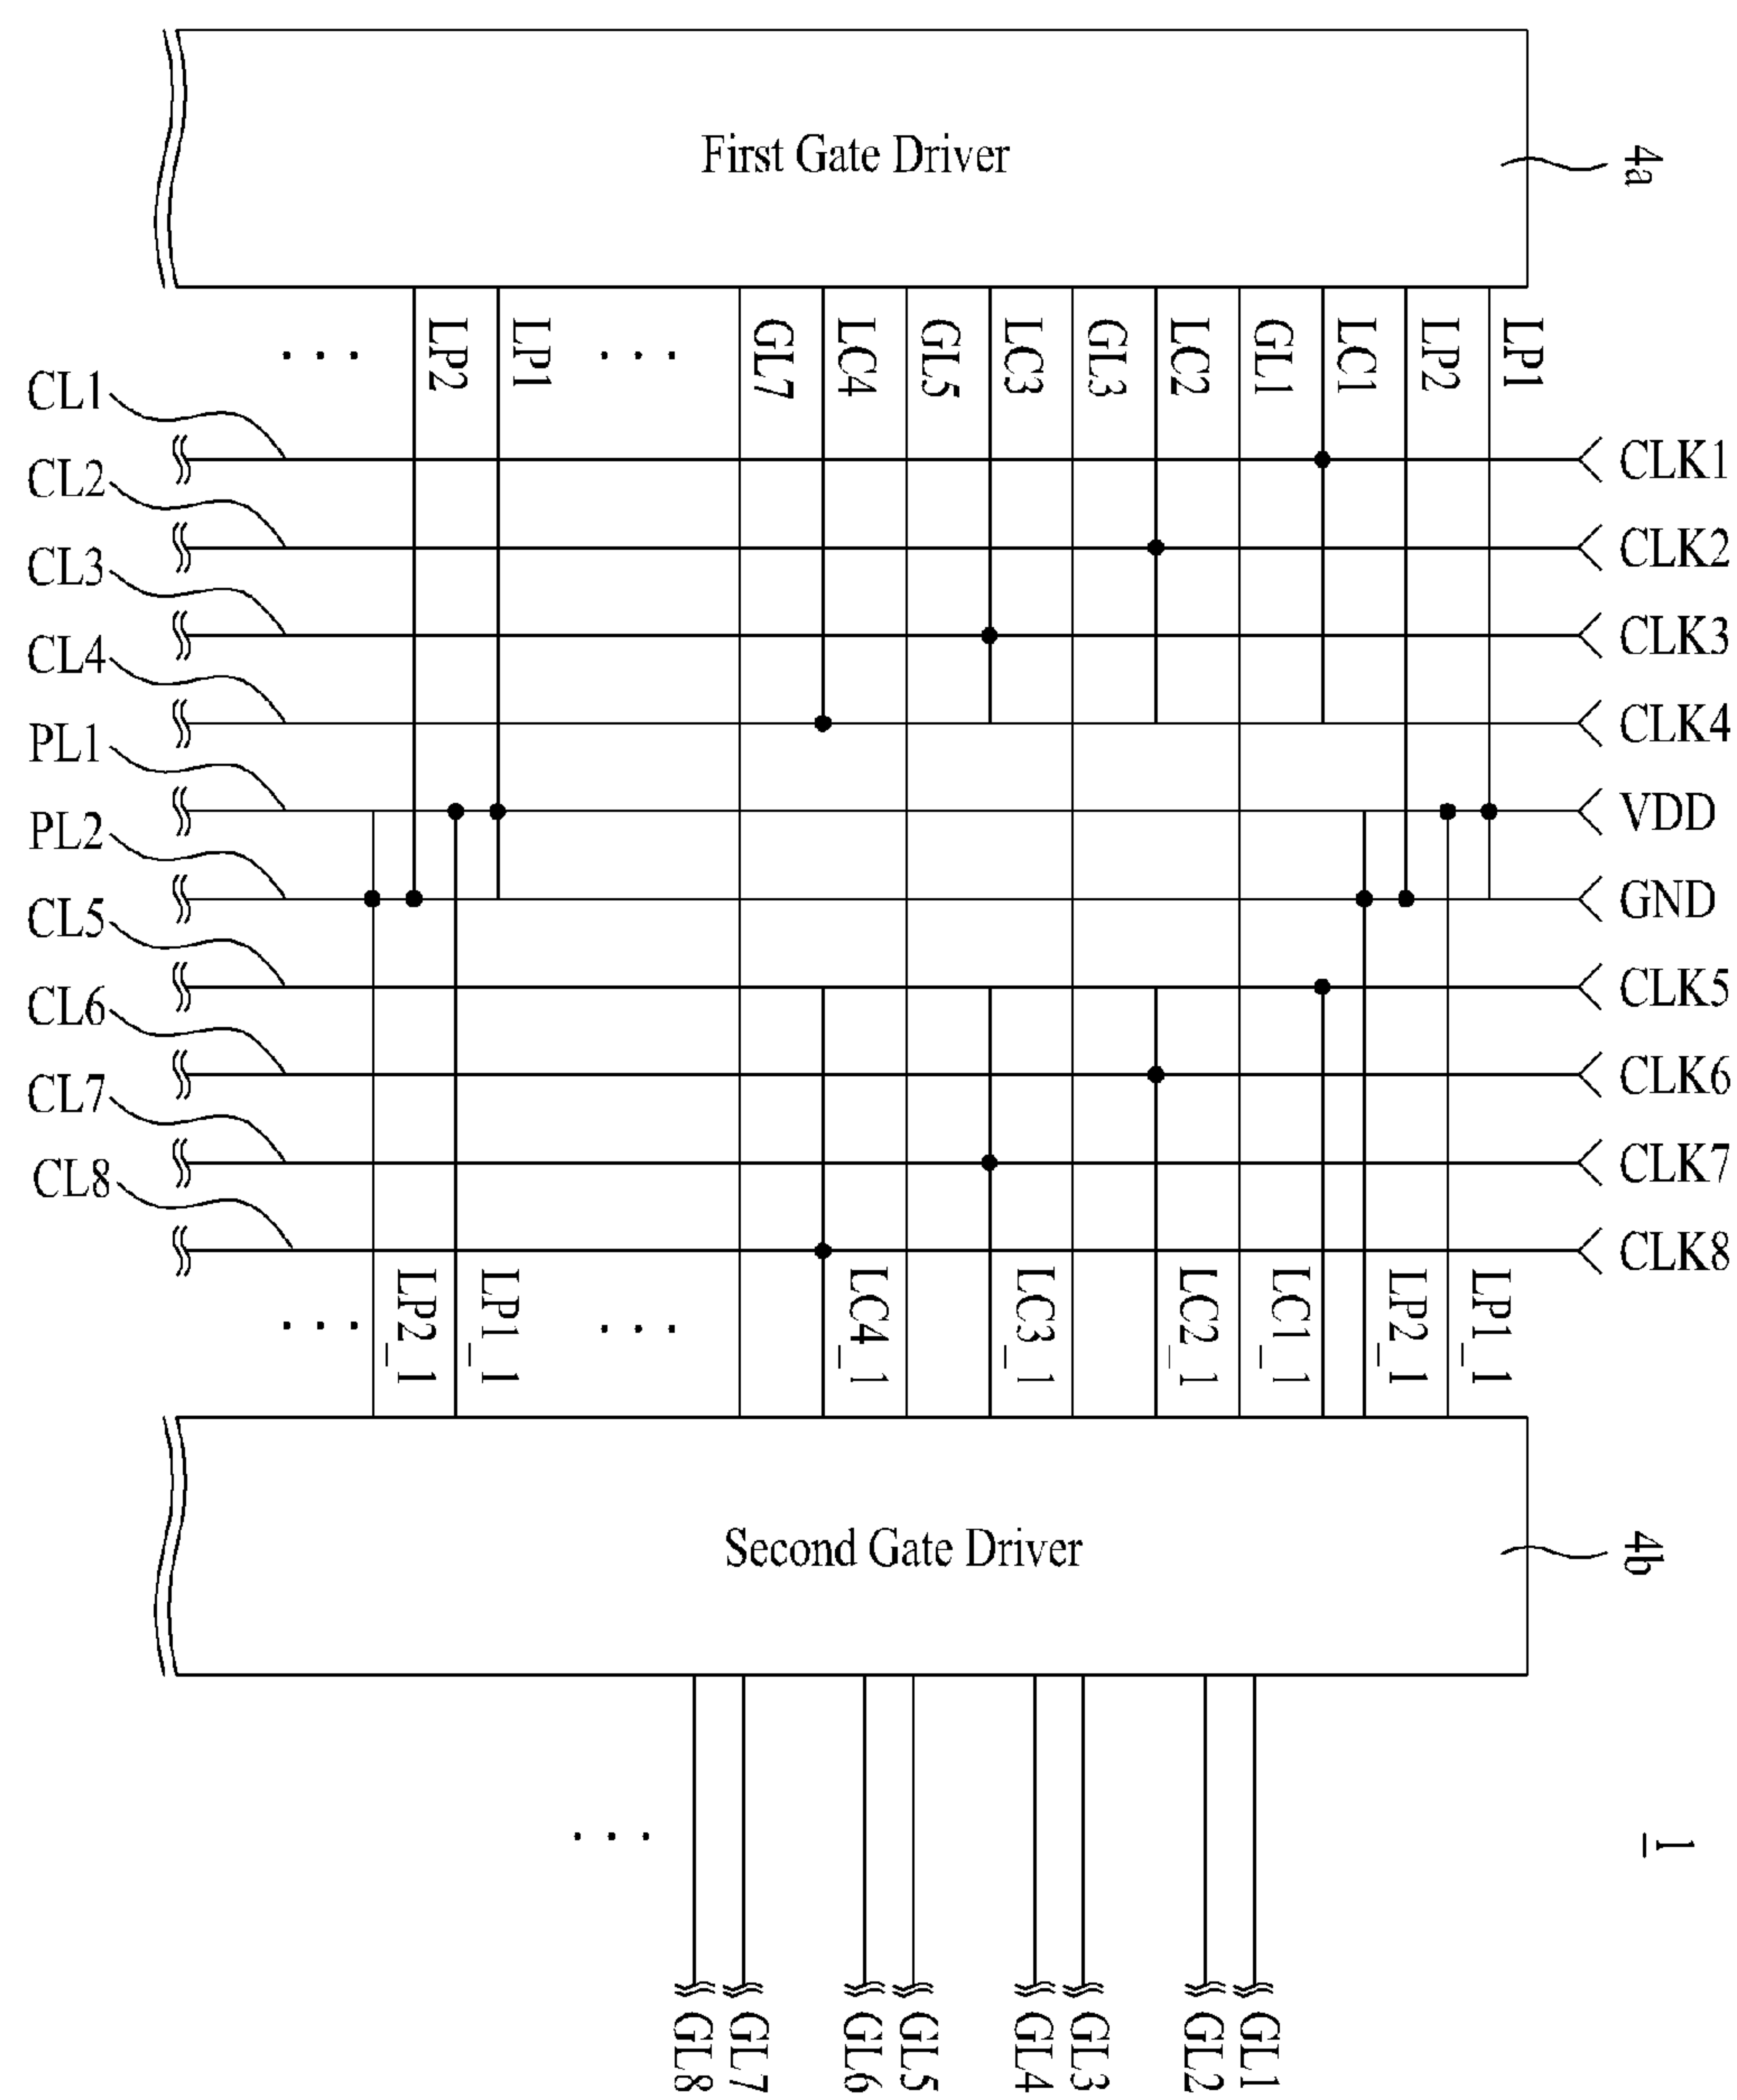 First Gate Driver
4a
LP2
LP1
GL7
LC4
GL5
LC3
GL3
LC2
GL1
LC1
LP2
LP1
. . .
. . .
CL1
CLK1
CL2
CLK2
CL3
CLK3
CL4
CLK4
PL1
VDD
PL2
GND
CL5
CLK5
CL6
CLK6
CL7
CLK7
CL8
CLK8
LP2_1
LP1_1
LC4_1
LC3_1
LC2_1
LC1_1
LP2_1
LP1_1
. . .
. . .
Second Gate Driver
4b
. . .
1
GL8
GL7
GL6
GL5
GL4
GL3
GL2
GL1